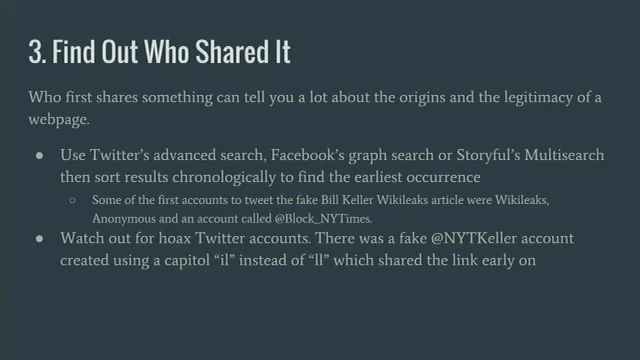 3. Find Out Who Shared It
Who first shares something can tell you a lot about the origins and the legitimacy of a
webpage.
● Use Twitter’s advanced search, Facebook’s graph search or Storyful’s Multisearch
then sort results chronologically to find the earliest occurrence
○ Some of the first accounts to tweet the fake Bill Keller Wikileaks article were Wikileaks,
Anonymous and an account called @Block_NYTimes.
● Watch out for hoax Twitter accounts. There was a fake @NYTKeller account
created using a capitol “il” instead of “ll” which shared the link early on